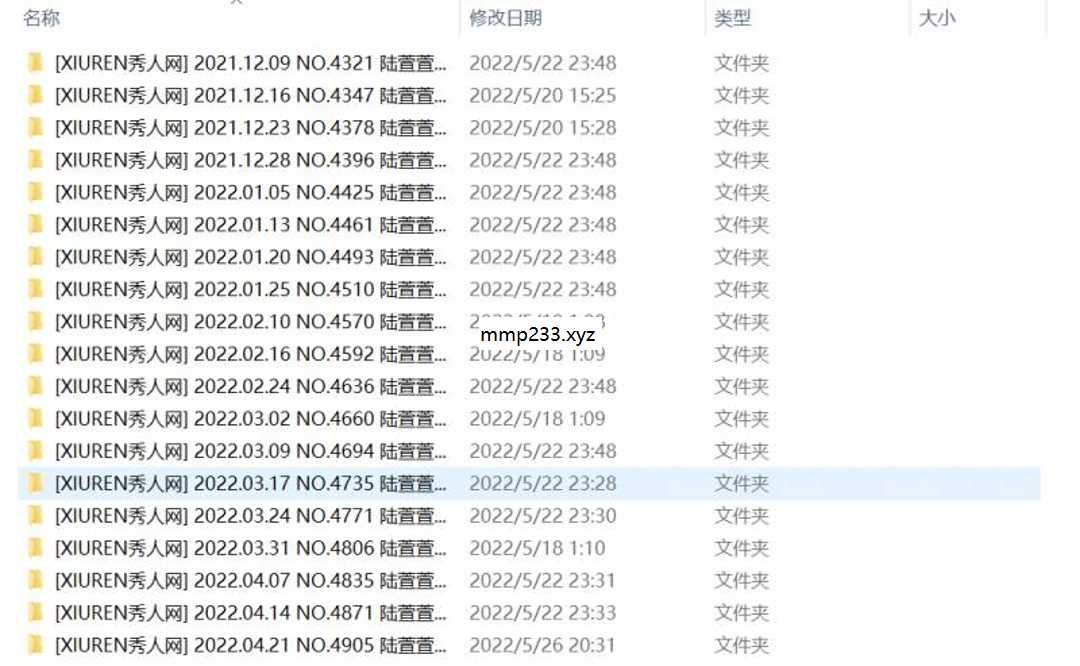 名称 修改日期 类型 大小
[XIUREN秀人网] 2021.12.09 NO.4321 陆萱萱... 2022/5/22 23:48 文件夹
[XIUREN秀人网] 2021.12.16 NO.4347 陆萱萱... 2022/5/20 15:25 文件夹
[XIUREN秀人网] 2021.12.23 NO.4378 陆萱萱... 2022/5/20 15:28 文件夹
[XIUREN秀人网] 2021.12.28 NO.4396 陆萱萱... 2022/5/22 23:48 文件夹
[XIUREN秀人网] 2022.01.05 NO.4425 陆萱萱... 2022/5/22 23:48 文件夹
[XIUREN秀人网] 2022.01.13 NO.4461 陆萱萱... 2022/5/22 23:48 文件夹
[XIUREN秀人网] 2022.01.20 NO.4493 陆萱萱... 2022/5/22 23:48 文件夹
[XIUREN秀人网] 2022.01.25 NO.4510 陆萱萱... 2022/5/22 23:48 文件夹
[XIUREN秀人网] 2022.02.10 NO.4570 陆萱萱... 文件夹
mmp233.xyz
[XIUREN秀人网] 2022.02.16 NO.4592 陆萱萱... 2022/5/18 1:09 文件夹
[XIUREN秀人网] 2022.02.24 NO.4636 陆萱萱... 2022/5/22 23:48 文件夹
[XIUREN秀人网] 2022.03.02 NO.4660 陆萱萱... 2022/5/18 1:09 文件夹
[XIUREN秀人网] 2022.03.09 NO.4694 陆萱萱... 2022/5/22 23:48 文件夹
[XIUREN秀人网] 2022.03.17 NO.4735 陆萱萱... 2022/5/22 23:28 文件夹
[XIUREN秀人网] 2022.03.24 NO.4771 陆萱萱... 2022/5/22 23:30 文件夹
[XIUREN秀人网] 2022.03.31 NO.4806 陆萱萱... 2022/5/18 1:10 文件夹
[XIUREN秀人网] 2022.04.07 NO.4835 陆萱萱... 2022/5/22 23:31 文件夹
[XIUREN秀人网] 2022.04.14 NO.4871 陆萱萱... 2022/5/22 23:33 文件夹
[XIUREN秀人网] 2022.04.21 NO.4905 陆萱萱... 2022/5/26 20:31 文件夹